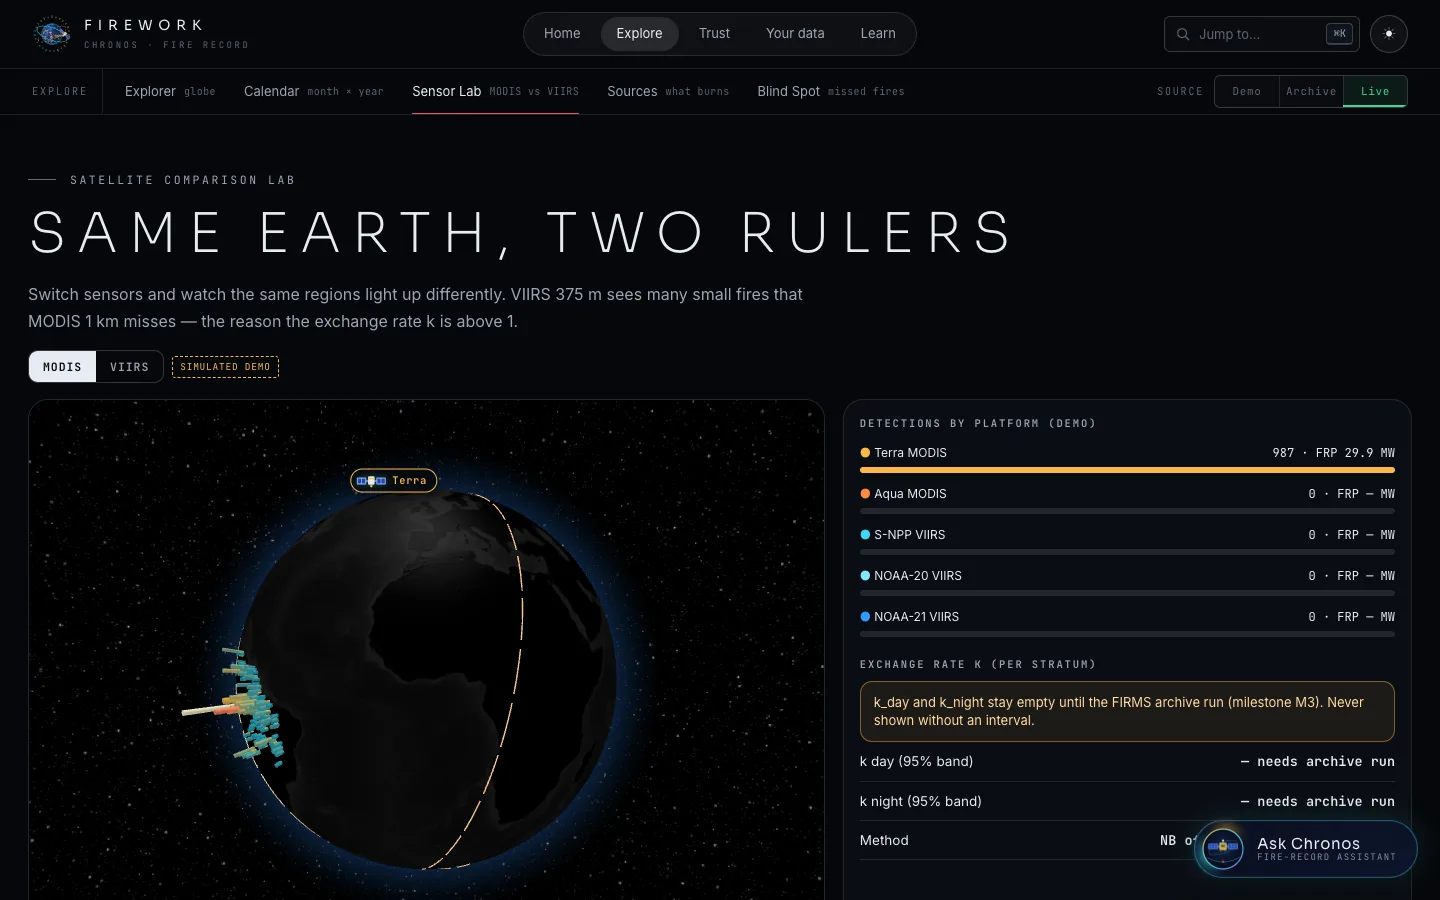 FIREWORK
CHRONOS · FIRE RECORD
Home
Explore
Trust
Your data
Learn
Jump to...
⌘K
EXPLORE
Explorer globe
Calendar month × year
Sensor Lab MODIS vs VIIRS
Sources what burns
Blind Spot missed fires
SOURCE
Demo
Archive
Live
SATELLITE COMPARISON LAB
SAME EARTH, TWO RULERS
Switch sensors and watch the same regions light up differently. VIIRS 375 m sees many small fires that
MODIS 1 km misses — the reason the exchange rate k is above 1.
MODIS
VIIRS
SIMULATED DEMO
Terra
DETECTIONS BY PLATFORM (DEMO)
Terra MODIS 987 · FRP 29.9 MW
Aqua MODIS 0 · FRP — MW
S-NPP VIIRS 0 · FRP — MW
NOAA-20 VIIRS 0 · FRP — MW
NOAA-21 VIIRS 0 · FRP — MW
EXCHANGE RATE K (PER STRATUM)
k_day and k_night stay empty until the FIRMS archive run (milestone M3). Never
shown without an interval.
k day (95% band) — needs archive run
k night (95% band) — needs archive run
Method NB
Ask Chronos
FIRE-RECORD ASSISTANT